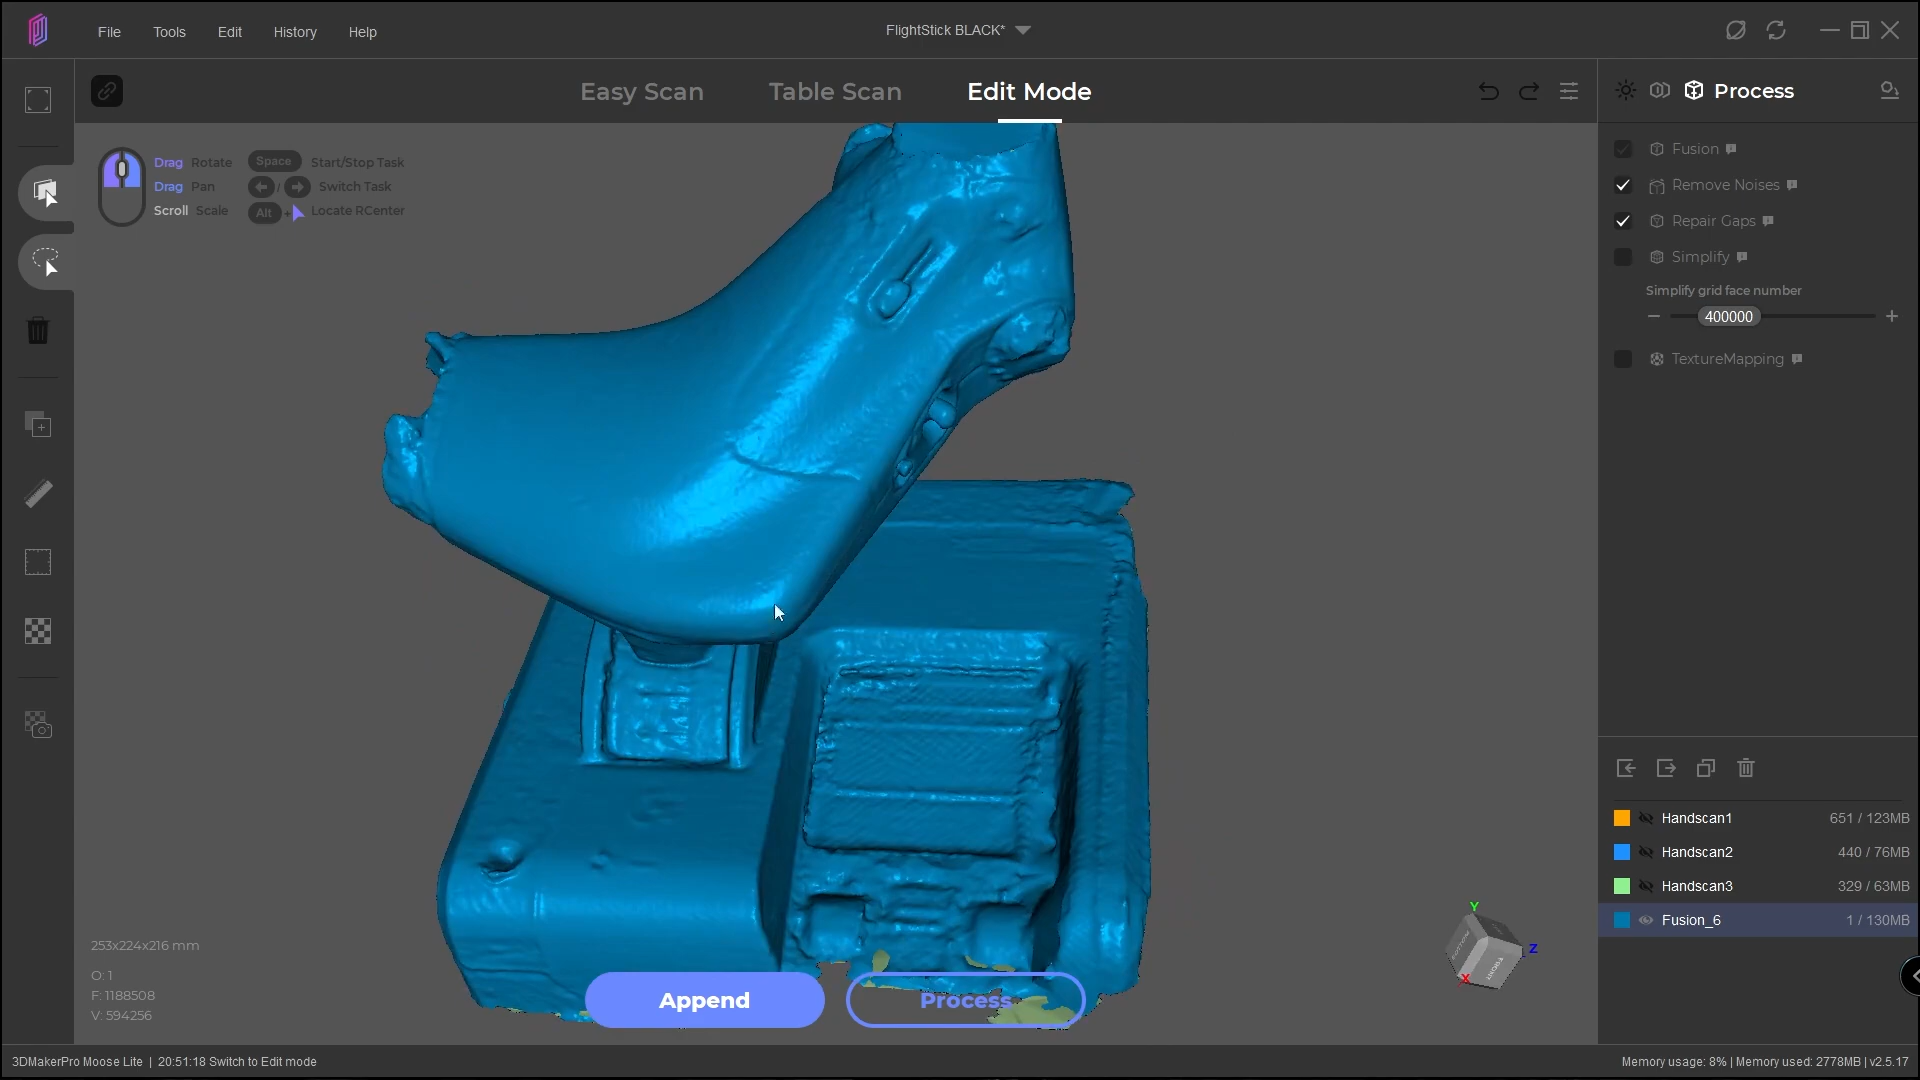 File Tools Edit History Help
FlightStick BLACK*
Easy Scan Table Scan Edit Mode
Process
Drag Rotate Space Start/Stop Task
Drag Pan / Switch Task
Scroll Scale Alt + Locate RCenter
Fusion
Remove Noises
Repair Gaps
Simplify
Simplify grid face number
400000
TextureMapping
Handscan1 651 / 123MB
Handscan2 440 / 76MB
Handscan3 329 / 63MB
Fusion_6 1 / 130MB
Y
Z
X
BOTTOM
FRONT
253x224x216 mm
O: 1
F: 1188508
V: 594256
Append Process
3DMakerPro Moose Lite | 20:51:18 Switch to Edit mode
Memory usage: 8% | Memory used: 2778MB | v2.5.17